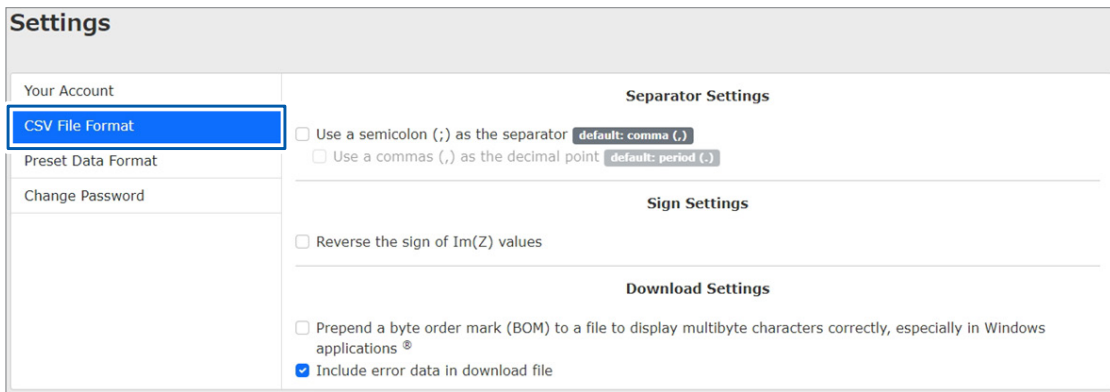 Settings
Your Account
CSV File Format
Preset Data Format
Change Password
Separator Settings
Use a semicolon (;) as the separator default: comma (,)
Use a commas (,) as the decimal point default: period (.)
Sign Settings
Reverse the sign of Im(Z) values
Download Settings
Prepend a byte order mark (BOM) to a file to display multibyte characters correctly, especially in Windows
applications ®
Include error data in download file